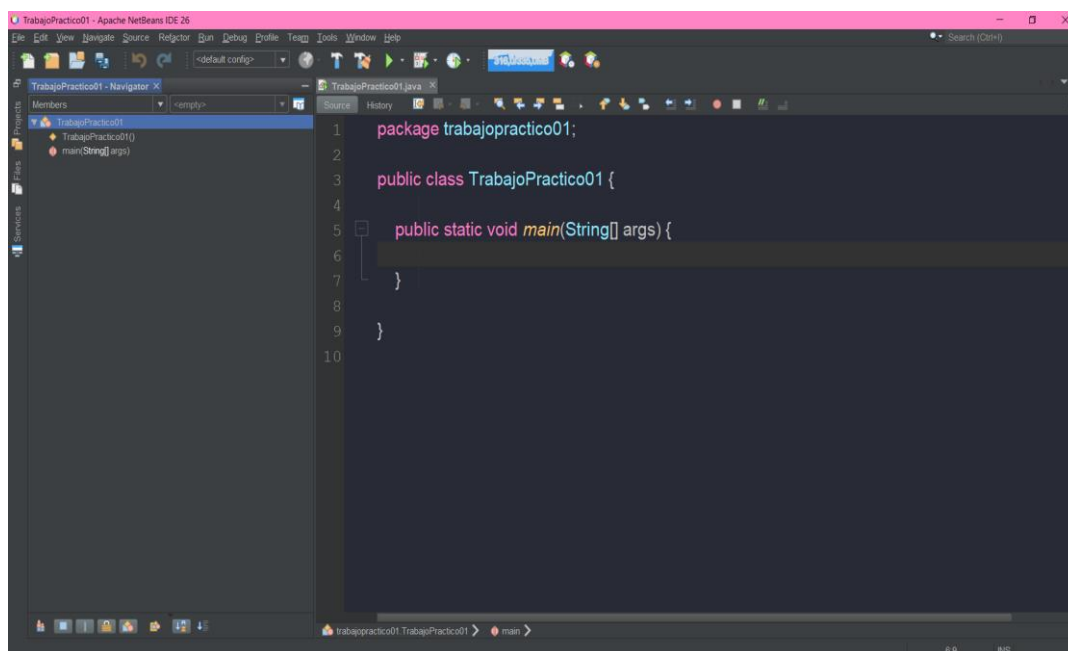 TrabajoPractico01 - Apache NetBeans IDE 26
File Edit View Navigate Source Refactor Run Debug Profile Team Tools Window Help
Search (Ctrl+I)
<default config>
TrabajoPractico01 - Navigator
Members
<empty>
TrabajoPractico01
TrabajoPractico01()
main(String[] args)
Projects
Files
Services
TrabajoPractico01.java
Source
History
1 package trabajopractico01;
2
3 public class TrabajoPractico01 {
4
5 public static void main(String[] args) {
6
7 }
8
9 }
10
trabajopractico01.TrabajoPractico01
main
INS